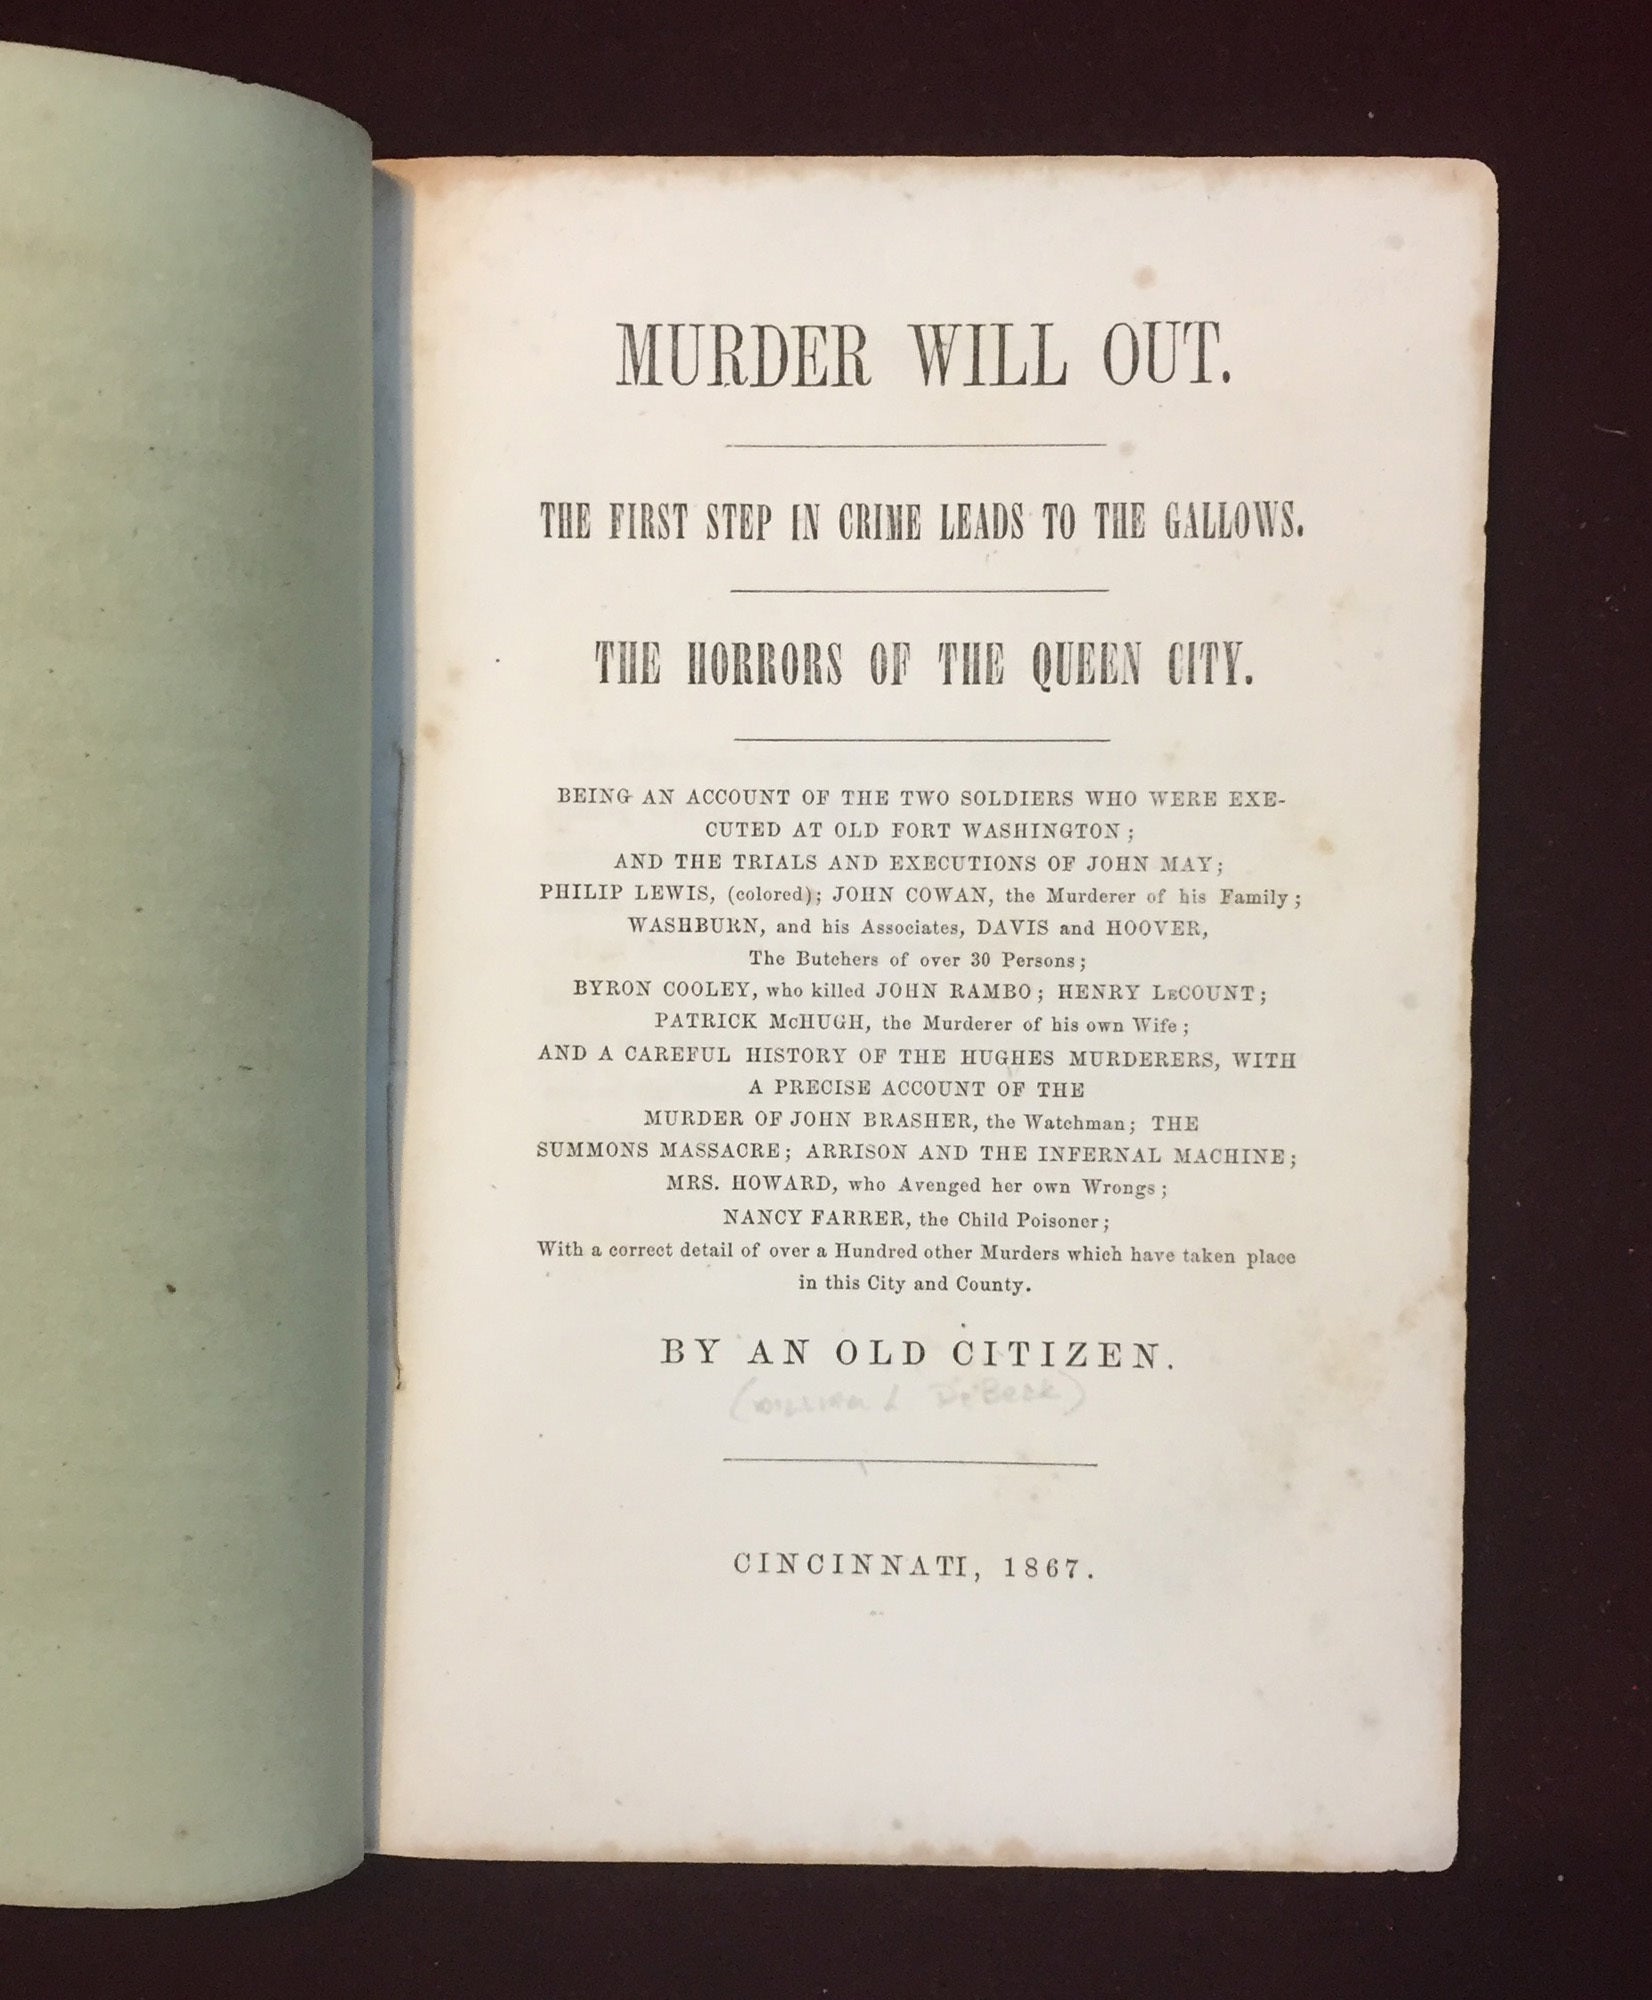 MURDER WILL OUT.
THE FIRST STEP IN CRIME LEADS TO THE GALLOWS.
THE HORRORS OF THE QUEEN CITY.
BEING AN ACCOUNT OF THE TWO SOLDIERS WHO WERE EXE-
CUTED AT OLD FORT WASHINGTON;
AND THE TRIALS AND EXECUTIONS OF JOHN MAY;
PHILIP LEWIS, (colored); JOHN COWAN, the Murderer of his Family;
WASHBURN, and his Associates, DAVIS and HOOVER,
The Butchers of over 30 Persons;
BYRON COOLEY, who killed JOHN RAMBO; HENRY LECOUNT;
PATRICK McHUGH, the Murderer of his own Wife;
AND A CAREFUL HISTORY OF THE HUGHES MURDERERS, WITH
A PRECISE ACCOUNT OF THE
MURDER OF JOHN BRASHER, the Watchman; THE
SUMMONS MASSACRE; ARRISON AND THE INFERNAL MACHINE;
MRS. HOWARD, who Avenged her own Wrongs;
NANCY FARRER, the Child Poisoner;
With a correct detail of over a Hundred other Murders which have taken place
in this City and County.
BY AN OLD CITIZEN.
(WILLIAM L DeBeck)
CINCINNATI, 1867.